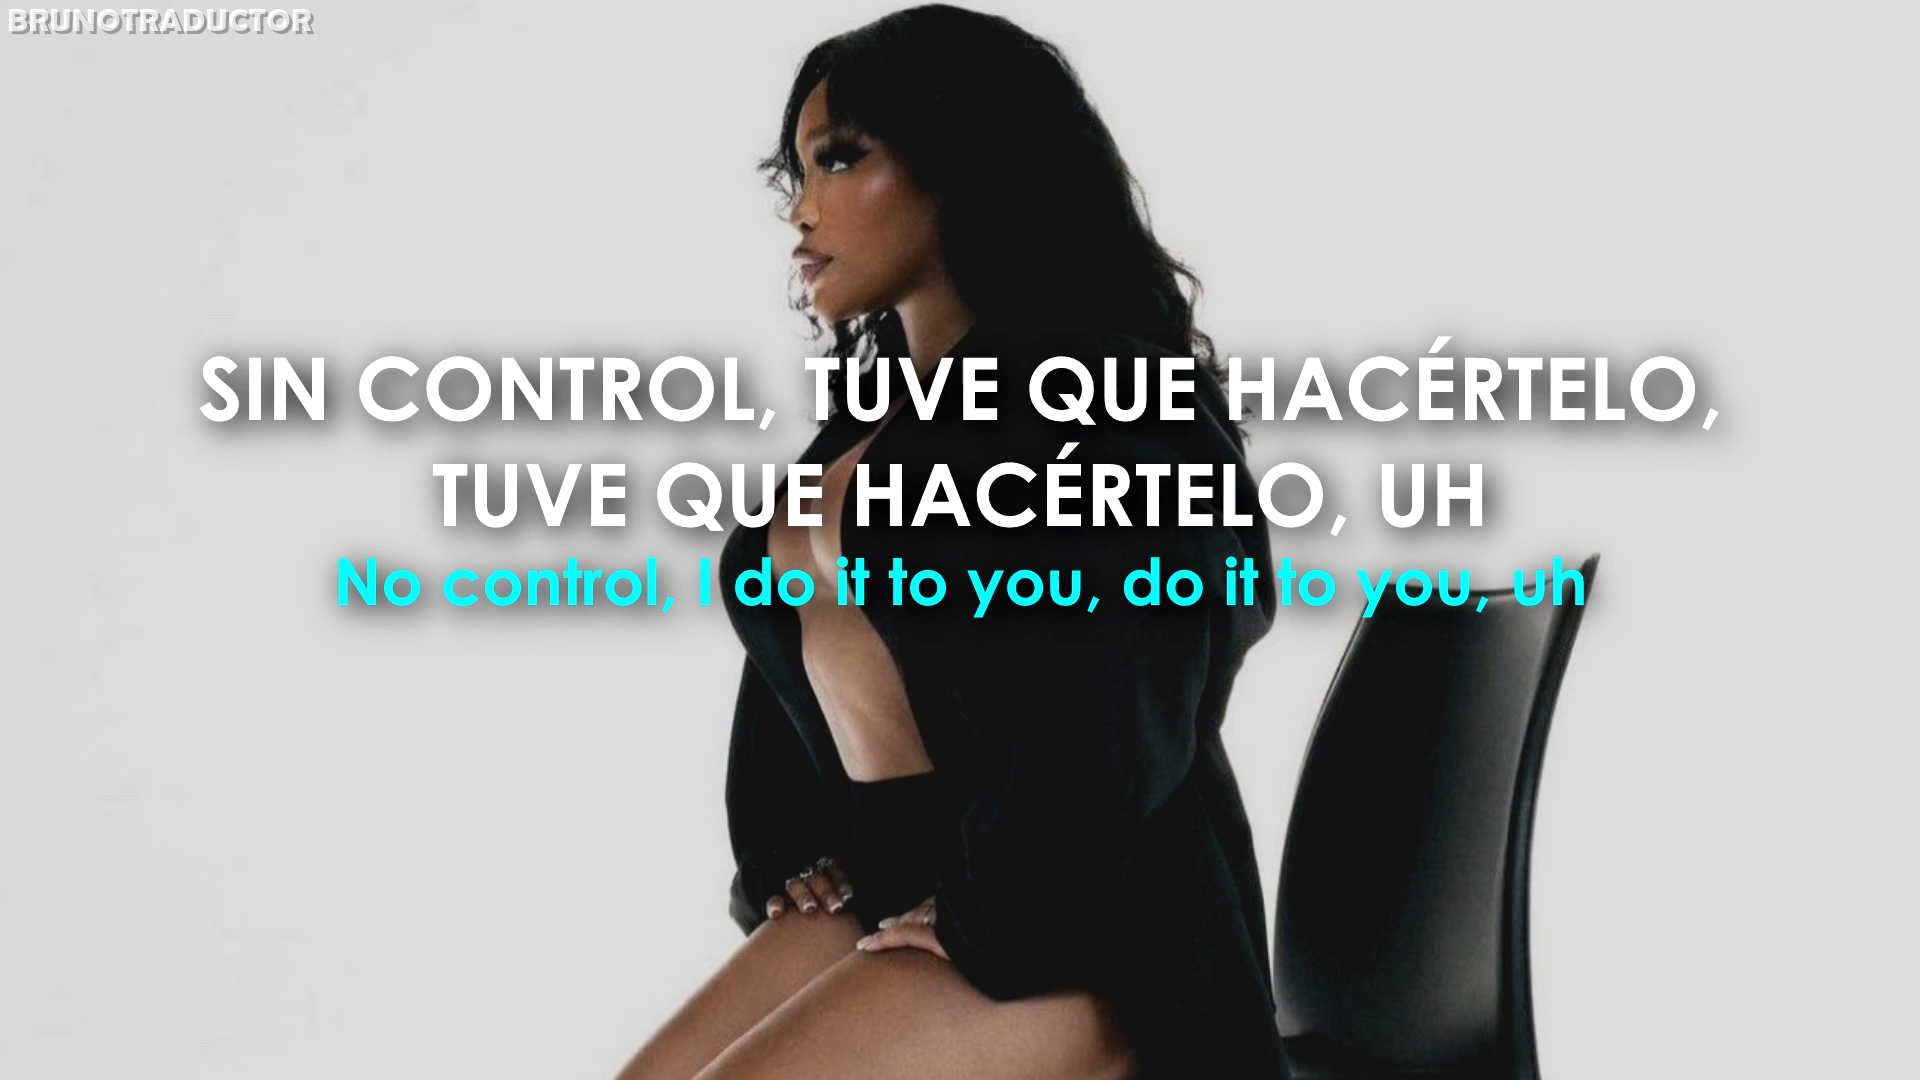 BRUNOTRADUCTOR
SIN CONTROL, TUVE QUE HACÉRTELO,
TUVE QUE HACÉRTELO, UH
No control, I do it to you, do it to you, uh